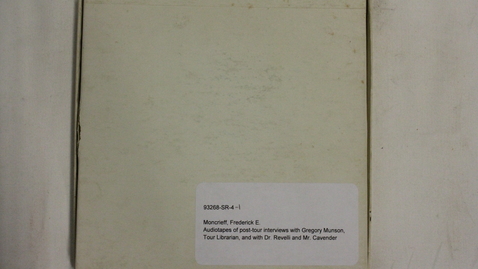 93268-SR-4-1
Moncrieff, Frederick E.
Audiotapes of post-tour interviews with Gregory Munson,
Tour Librarian, and with Dr. Revelli and Mr. Cavender